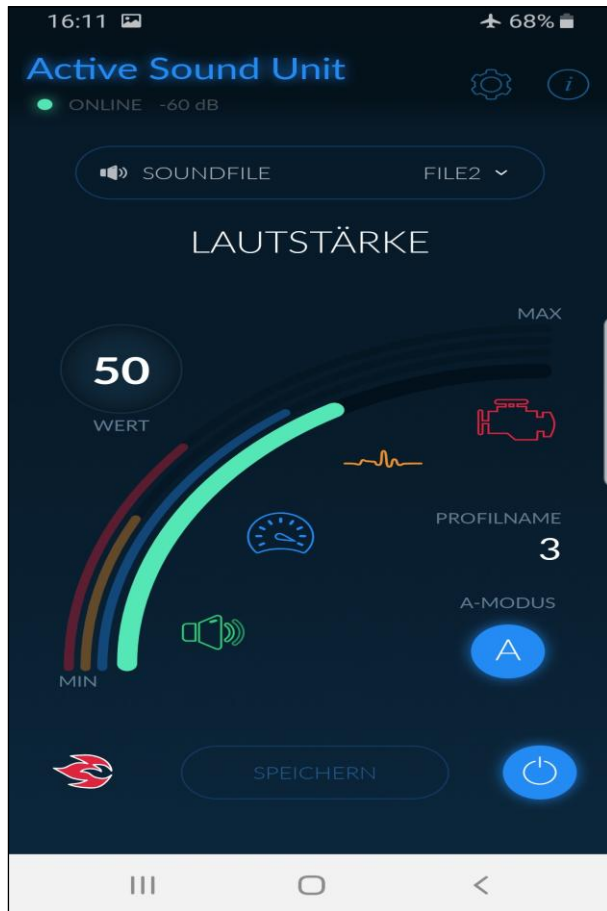 16:11 68%
Active Sound Unit
ONLINE -60 dB
i
SOUNDFILE FILE2
LAUTSTÄRKE
MAX
50
WERT
PROFILNAME
3
A-MODUS
A
MIN
SPEICHERN